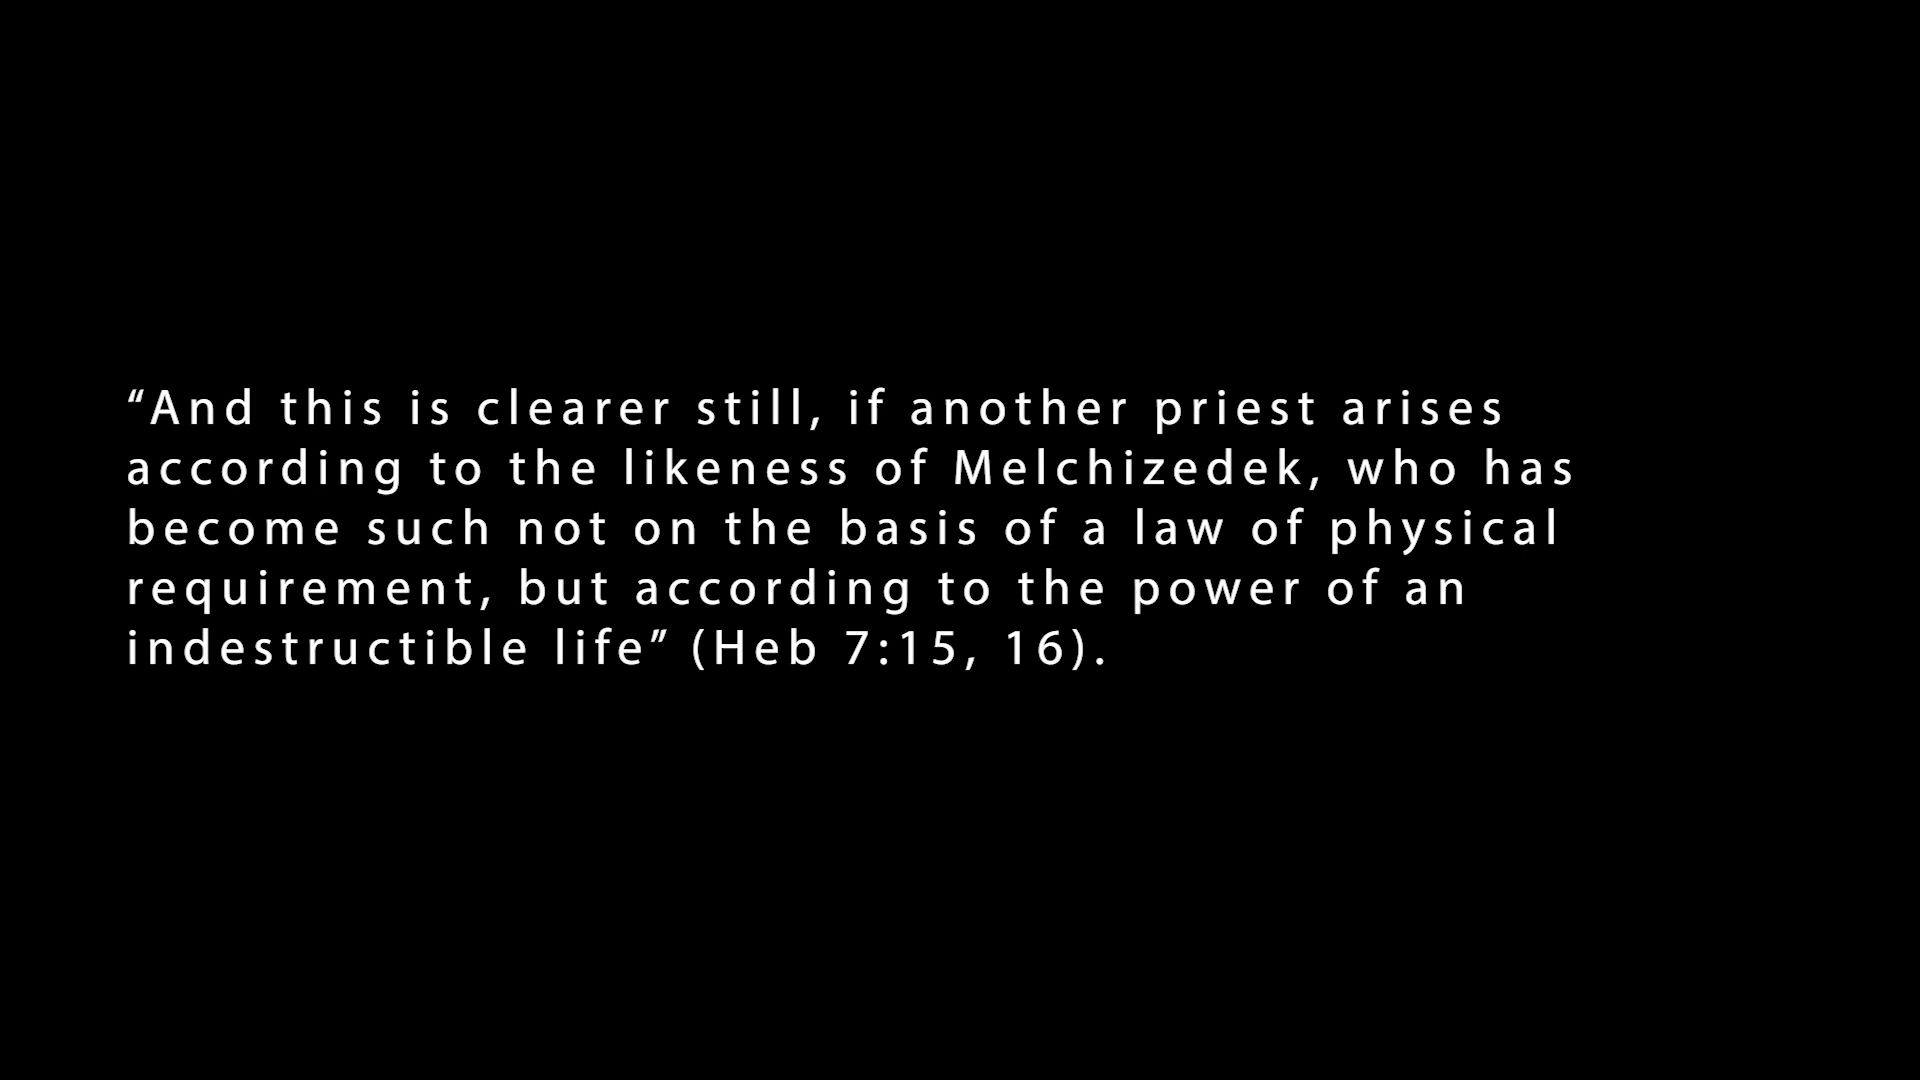 “And this is clearer still, if another priest arises
according to the likeness of Melchizedek, who has
become such not on the basis of a law of physical
requirement, but according to the power of an
indestructible life” (Heb 7:15, 16).